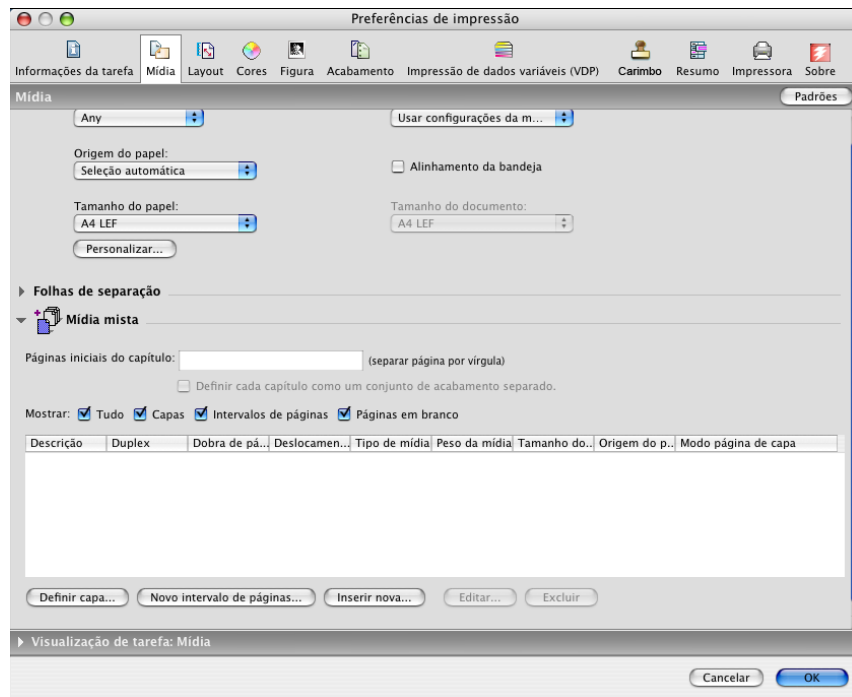 Preferências de impressão
Informações da tarefa Mídia Layout Cores Figura Acabamento Impressão de dados variáveis (VDP) Carimbo Resumo Impressora Sobre
Mídia Padrões
Any Usar configurações da m...
Origem do papel:
Seleção automática Alinhamento da bandeja
Tamanho do papel: Tamanho do documento:
A4 LEF A4 LEF
Personalizar...
Folhas de separação
Mídia mista
Páginas iniciais do capítulo: (separar página por vírgula)
Definir cada capítulo como um conjunto de acabamento separado.
Mostrar: Tudo Capas Intervalos de páginas Páginas em branco
Descrição Duplex Dobra de pá... Deslocamen... Tipo de mídia Peso da mídia Tamanho do... Origem do p... Modo página de capa
Definir capa... Novo intervalo de páginas... Inserir nova... Editar... Excluir
Visualização de tarefa: Mídia
Cancelar OK